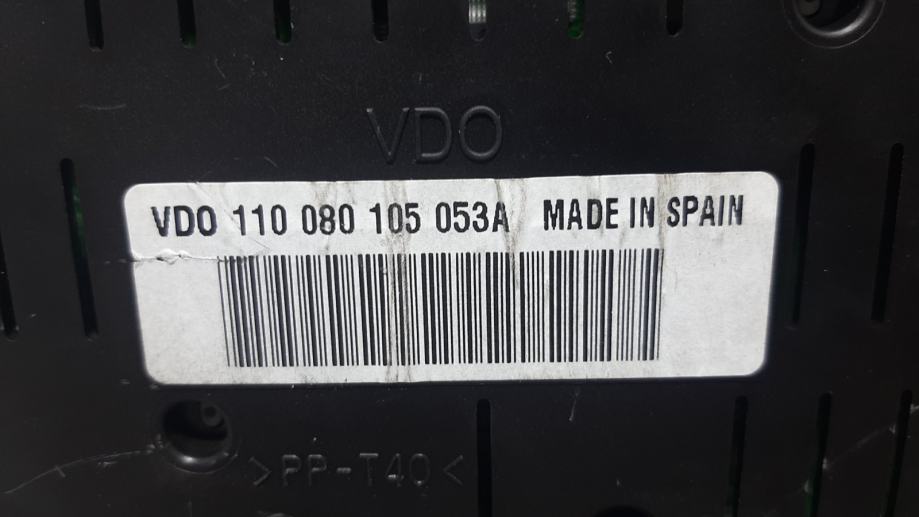 VDO
VDO 110 080 105 053A MADE IN SPAIN
>PP-T40<